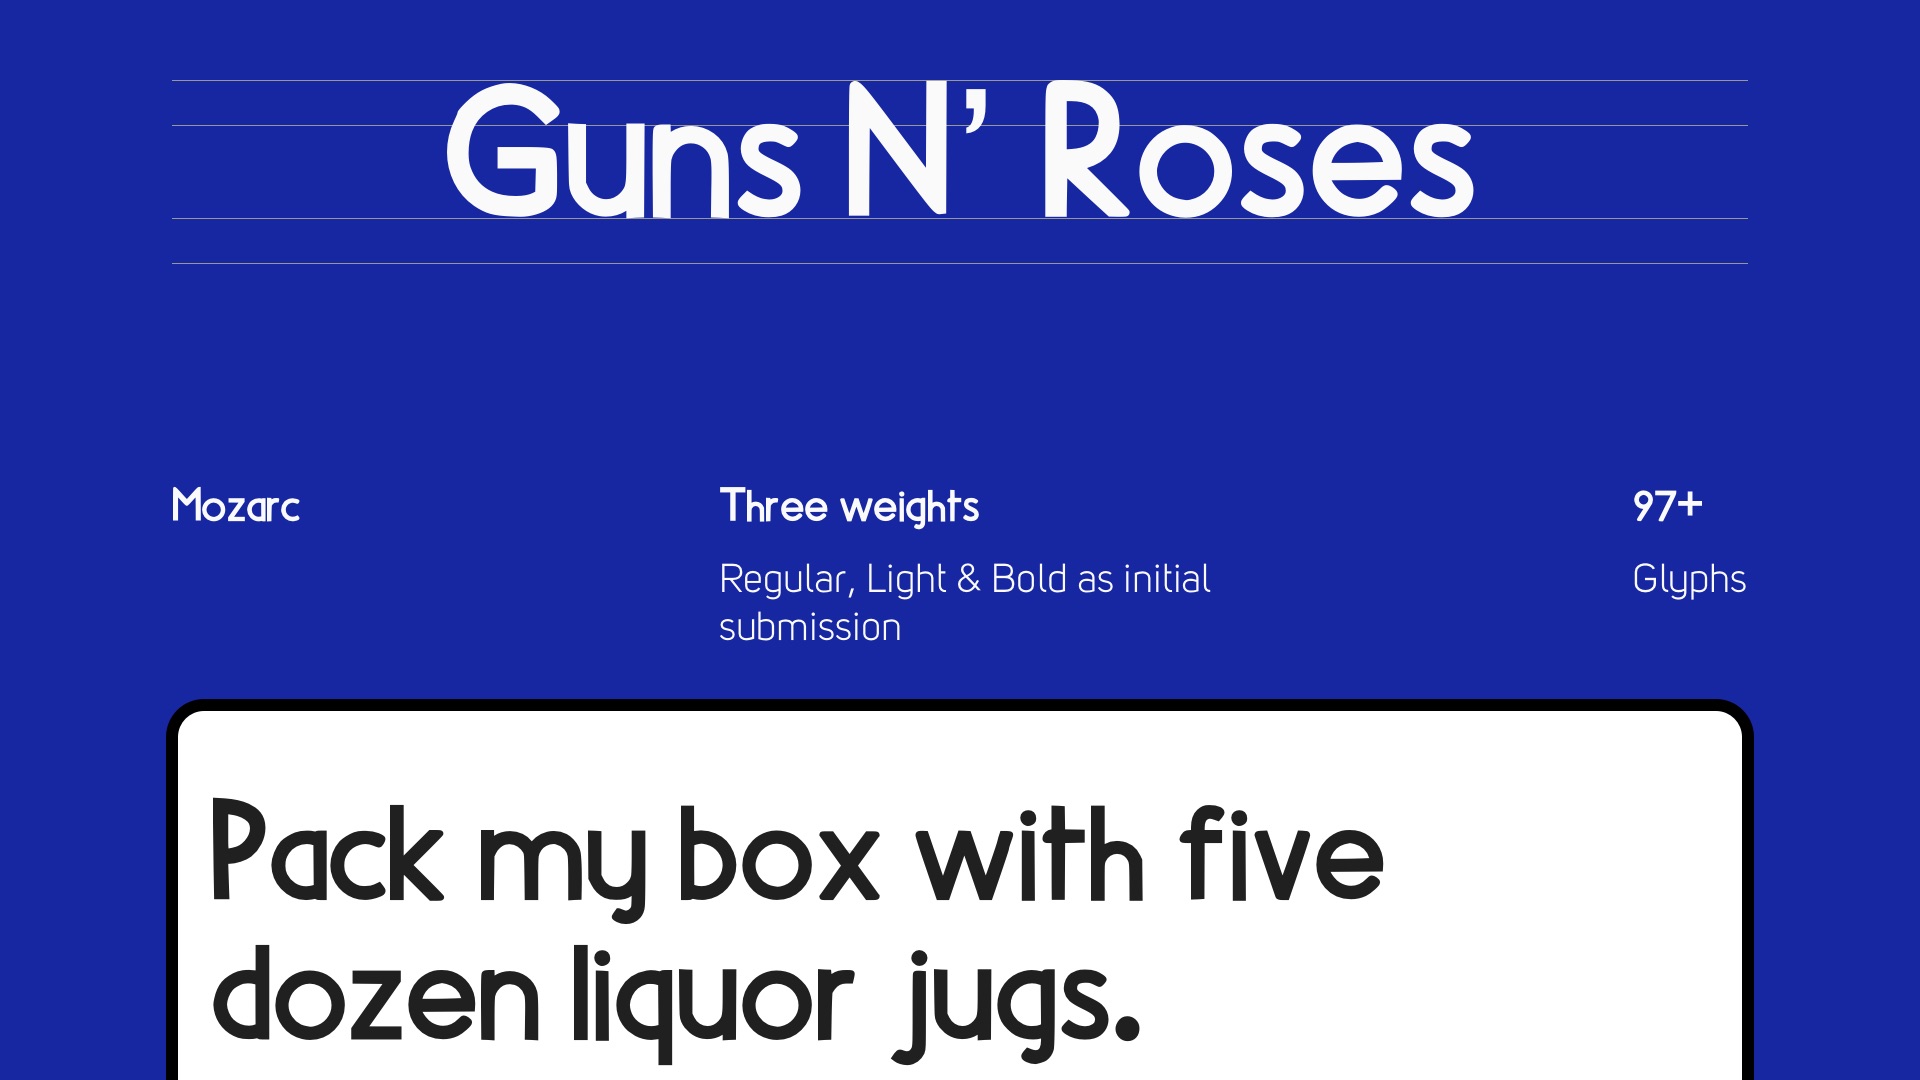 Guns N’ Roses
Mozarc
Three weights
97+
Regular, Light & Bold as initial
submission
Glyphs
Pack my box with five
dozen liquor jugs.